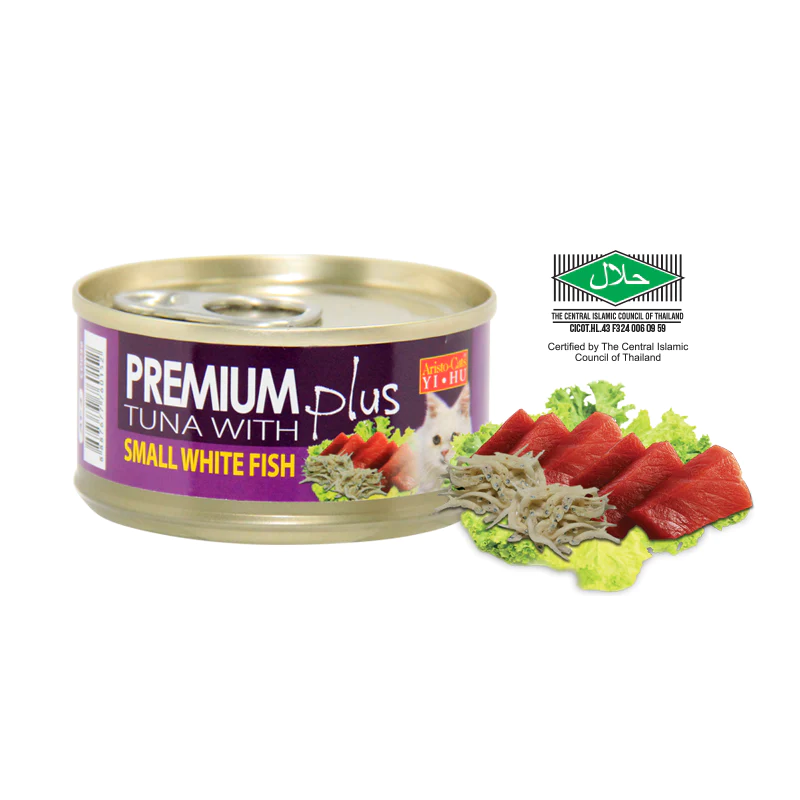 PREMIUM plus
TUNA WITH
SMALL WHITE FISH
Aristo-Cats
YI•HU
حلال
THE CENTRAL ISLAMIC COUNCIL OF THAILAND
CICOT.HL.43 F324 006 09 59
Certified by The Central Islamic
Council of Thailand